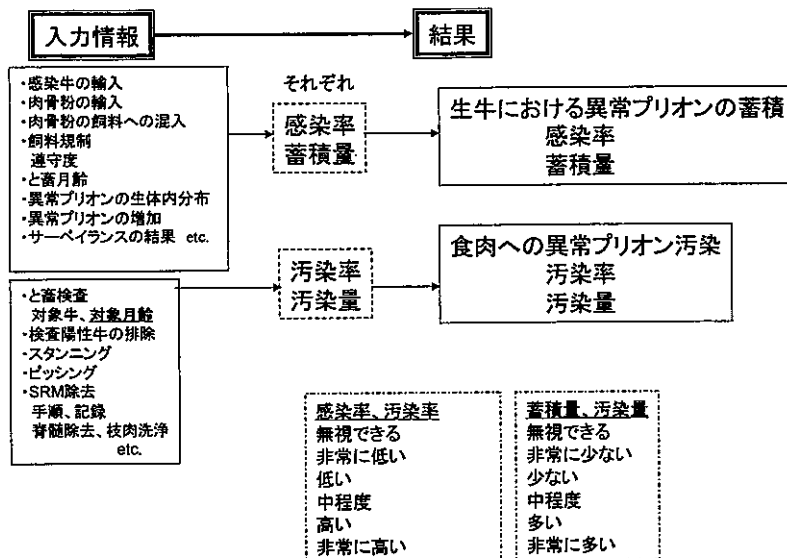 入力情報
結果
・感染牛の輸入
・肉骨粉の輸入
・肉骨粉の飼料への混入
・飼料規制
遵守度
・と畜月齢
・異常プリオンの生体内分布
・異常プリオンの増加
・サーベイランスの結果 etc.
それぞれ
感染率
蓄積量
生牛における異常プリオンの蓄積
感染率
蓄積量
・と畜検査
対象牛、対象月齢
・検査陽性牛の排除
・スタンニング
・ピッシング
・SRM除去
手順、記録
脊髄除去、枝肉洗浄
etc.
汚染率
汚染量
食肉への異常プリオン汚染
汚染率
汚染量
感染率、汚染率
無視できる
非常に低い
低い
中程度
高い
非常に高い
蓄積量、汚染量
無視できる
非常に少ない
少ない
中程度
多い
非常に多い